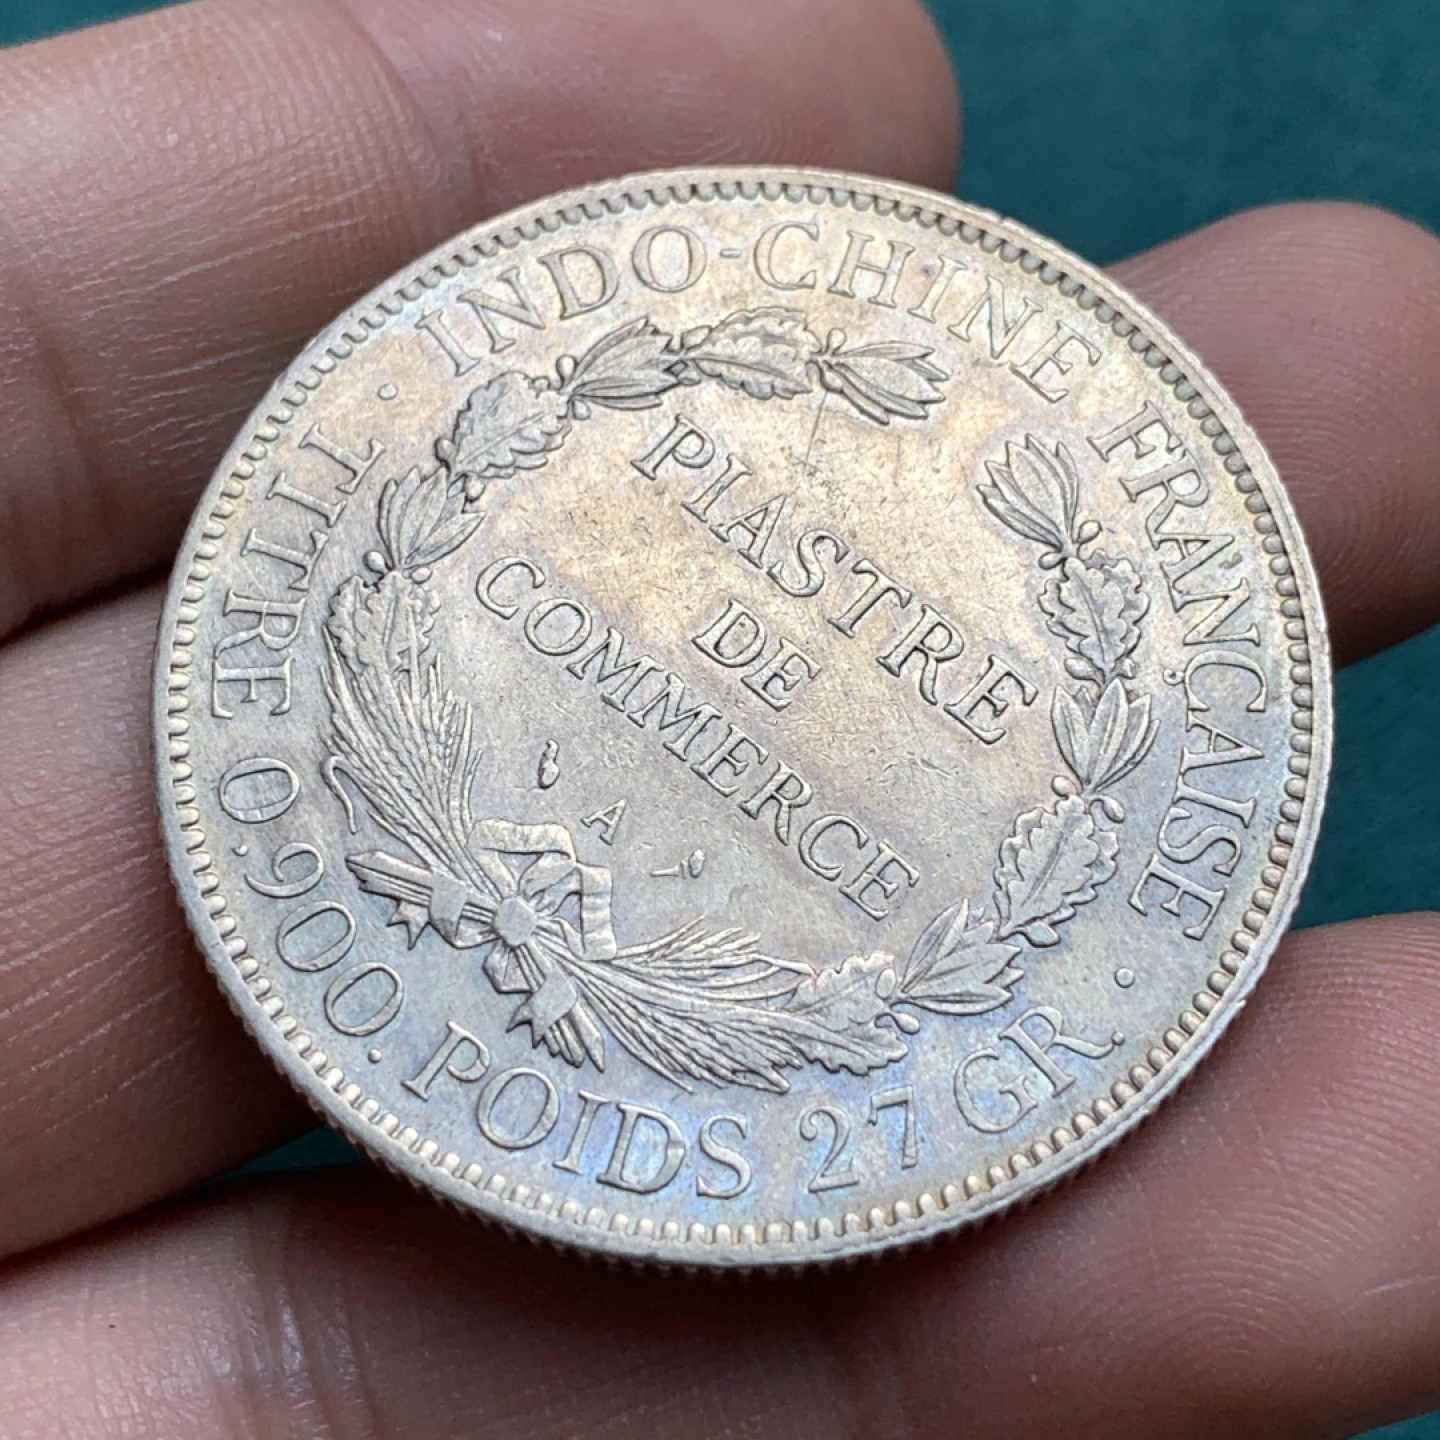 INDO-CHINE FRANÇAISE
PIASTRE
DE
COMMERCE
A
TITRE 0,900. POIDS 27 GR.